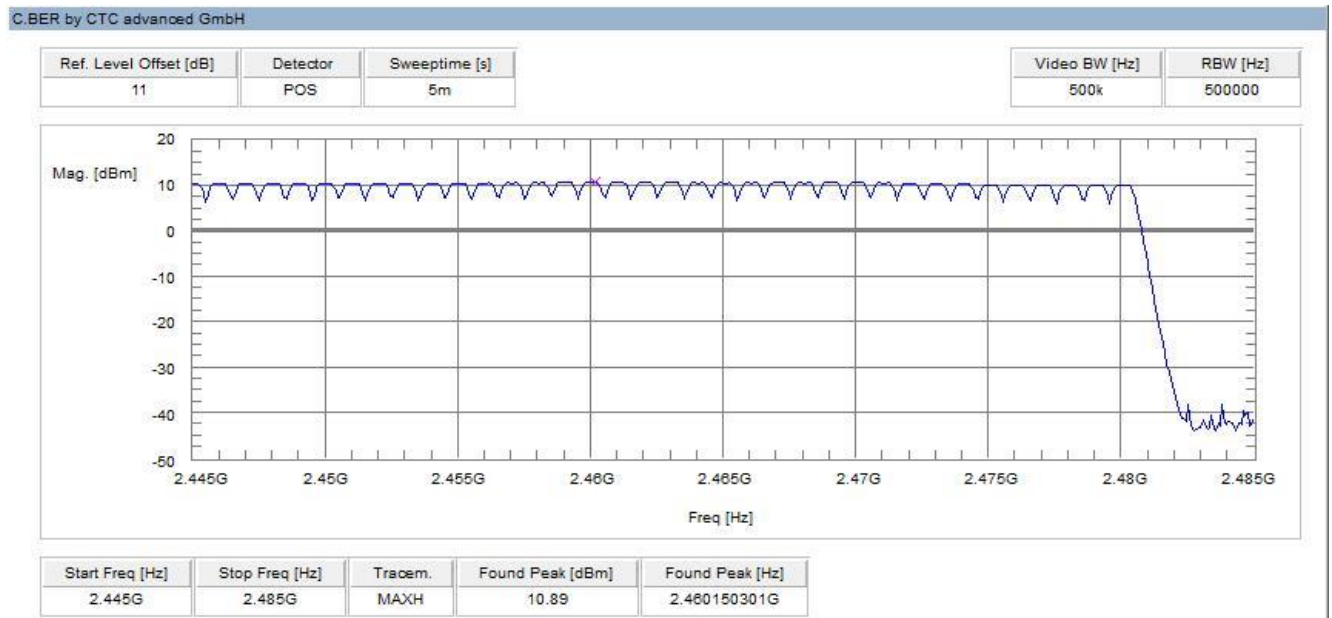 C.BER by CTC advanced GmbH
Ref. Level Offset [dB] Detector Sweeptime [s] Video BW [Hz] RBW [Hz]
11 POS 5m 500k 500000
20
Mag. [dBm]
10
0
-10
-20
-30
-40
-50
2.445G 2.45G 2.455G 2.46G 2.465G 2.47G 2.475G 2.48G 2.485G
Freq [Hz]
Start Freq [Hz] Stop Freq [Hz] Tracem. Found Peak [dBm] Found Peak [Hz]
2.445G 2.485G MAXH 10.89 2.460150301G